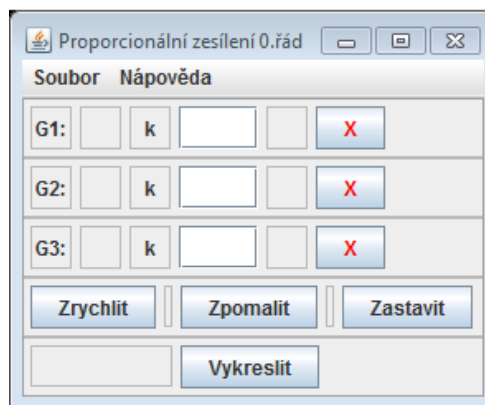 Proporcionální zesílení 0.řád
Soubor Nápověda
G1: k X
G2: k X
G3: k X
Zrychlit Zpomalit Zastavit
Vykreslit